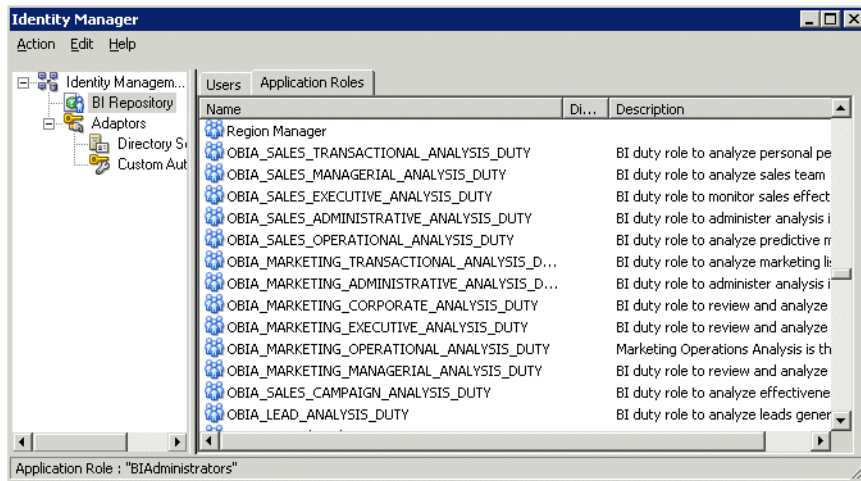 Identity Manager
Action Edit Help
Identity Managem...
BI Repository
Adaptors
Directory
Custom Aut
Users Application Roles
Name Di... Description
Region Manager
OBIA_SALES_TRANSACTIONAL_ANALYSIS_DUTY BI duty role to analyze personal pe
OBIA_SALES_MANAGERIAL_ANALYSIS_DUTY BI duty role to analyze sales team
OBIA_SALES_EXECUTIVE_ANALYSIS_DUTY BI duty role to monitor sales effect
OBIA_SALES_ADMINISTRATIVE_ANALYSIS_DUTY BI duty role to administer analysis i
OBIA_SALES_OPERATIONAL_ANALYSIS_DUTY BI duty role to analyze predictive m
OBIA_MARKETING_TRANSACTIONAL_ANALYSIS_D... BI duty role to analyze marketing lis
OBIA_MARKETING_ADMINISTRATIVE_ANALYSIS_D... BI duty role to administer analysis i
OBIA_MARKETING_CORPORATE_ANALYSIS_DUTY BI duty role to review and analyze
OBIA_MARKETING_EXECUTIVE_ANALYSIS_DUTY BI duty role to review and analyze
OBIA_MARKETING_OPERATIONAL_ANALYSIS_DUTY Marketing Operations Analysis is th
OBIA_MARKETING_MANAGERIAL_ANALYSIS_DUTY BI duty role to review and analyze
OBIA_SALES_CAMPAIGN_ANALYSIS_DUTY BI duty role to analyze effectivene
OBIA_LEAD_ANALYSIS_DUTY BI duty role to analyze leads gener
Application Role : "BIAdministrators"